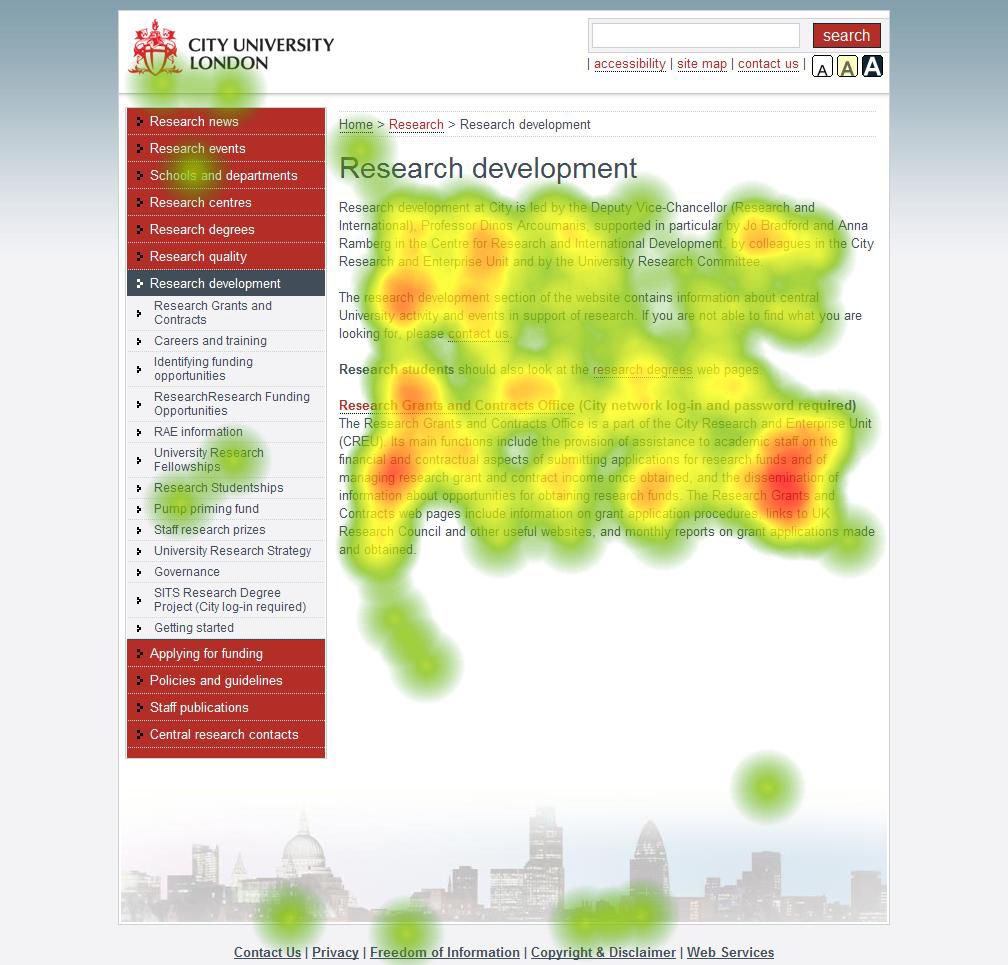 CITY UNIVERSITY
LONDON
search
| accessibility | site map | contact us | A A A
Research news
Research events
Schools and departments
Research centres
Research degrees
Research quality
Research development
Research Grants and
Contracts
Careers and training
Identifying funding
opportunities
ResearchResearch Funding
Opportunities
RAE information
University Research
Fellowships
Research Studentships
Pump priming fund
Staff research prizes
University Research Strategy
Governance
SITS Research Degree
Project (City log-in required)
Getting started
Applying for funding
Policies and guidelines
Staff publications
Central research contacts
Home > Research > Research development
Research development
Research development at City is led by the Deputy Vice-Chancellor (Research and
International), Professor Dinos Arcoumanis, supported in particular by Jo Bradford and Anna
Ramberg in the Centre for Research and International Development, by colleagues in the City
Research and Enterprise Unit and by the University Research Committee.
The research development section of the website contains information about central
University activity and events in support of research. If you are not able to find what you are
looking for, please contact us.
Research students should also look at the research degrees web pages.
Research Grants and Contracts Office (City network log-in and password required)
The Research Grants and Contracts Office is a part of the City Research and Enterprise Unit
(CREU). Its main functions include the provision of assistance to academic staff on the
financial and contractual aspects of submitting applications for research funds and of
managing research grant and contract income once obtained, and the dissemination of
information about opportunities for obtaining research funds. The Research Grants and
Contracts web pages include information on grant application procedures, links to UK
Research Council and other useful websites, and monthly reports on grant applications made
and obtained.
Contact Us | Privacy | Freedom of Information | Copyright & Disclaimer | Web Services